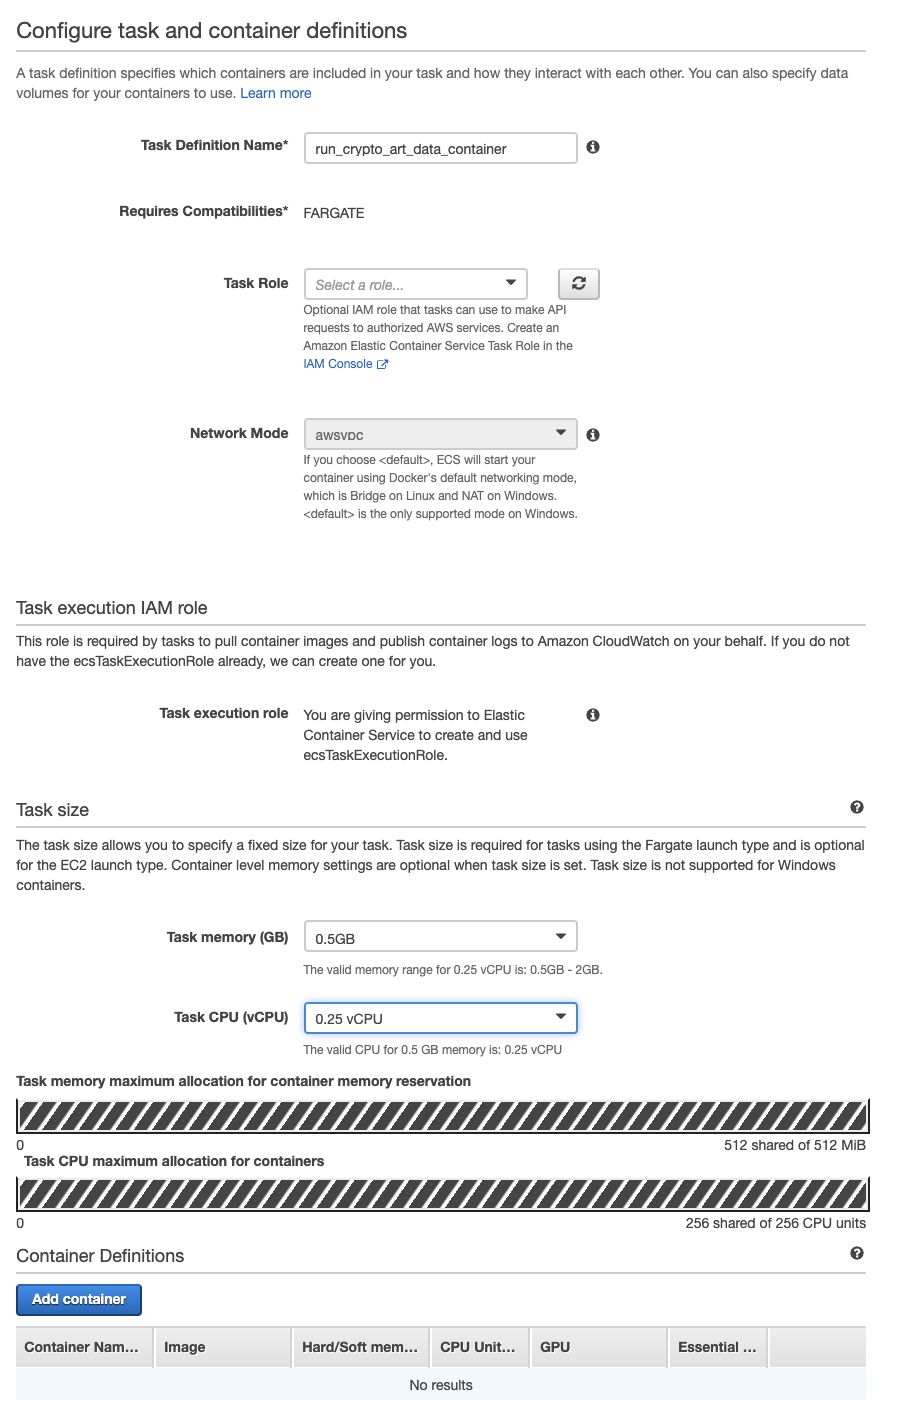 Configure task and container definitions
A task definition specifies which containers are included in your task and how they interact with each other. You can also specify data
volumes for your containers to use. Learn more
Task Definition Name*
run_crypto_art_data_container
Requires Compatibilities*
FARGATE
Task Role
Select a role...
Optional IAM role that tasks can use to make API
requests to authorized AWS services. Create an
Amazon Elastic Container Service Task Role in the
IAM Console
Network Mode
awsvpc
If you choose <default>, ECS will start your
container using Docker's default networking mode,
which is Bridge on Linux and NAT on Windows.
<default> is the only supported mode on Windows.
Task execution IAM role
This role is required by tasks to pull container images and publish container logs to Amazon CloudWatch on your behalf. If you do not
have the ecsTaskExecutionRole already, we can create one for you.
Task execution role
You are giving permission to Elastic
Container Service to create and use
ecsTaskExecutionRole.
Task size
The task size allows you to specify a fixed size for your task. Task size is required for tasks using the Fargate launch type and is optional
for the EC2 launch type. Container level memory settings are optional when task size is set. Task size is not supported for Windows
containers.
Task memory (GB)
0.5GB
The valid memory range for 0.25 vCPU is: 0.5GB - 2GB.
Task CPU (vCPU)
0.25 vCPU
The valid CPU for 0.5 GB memory is: 0.25 vCPU
Task memory maximum allocation for container memory reservation
0
512 shared of 512 MiB
Task CPU maximum allocation for containers
0
256 shared of 256 CPU units
Container Definitions
Add container
Container Nam...
Image
Hard/Soft mem...
CPU Unit...
GPU
Essential ...
No results